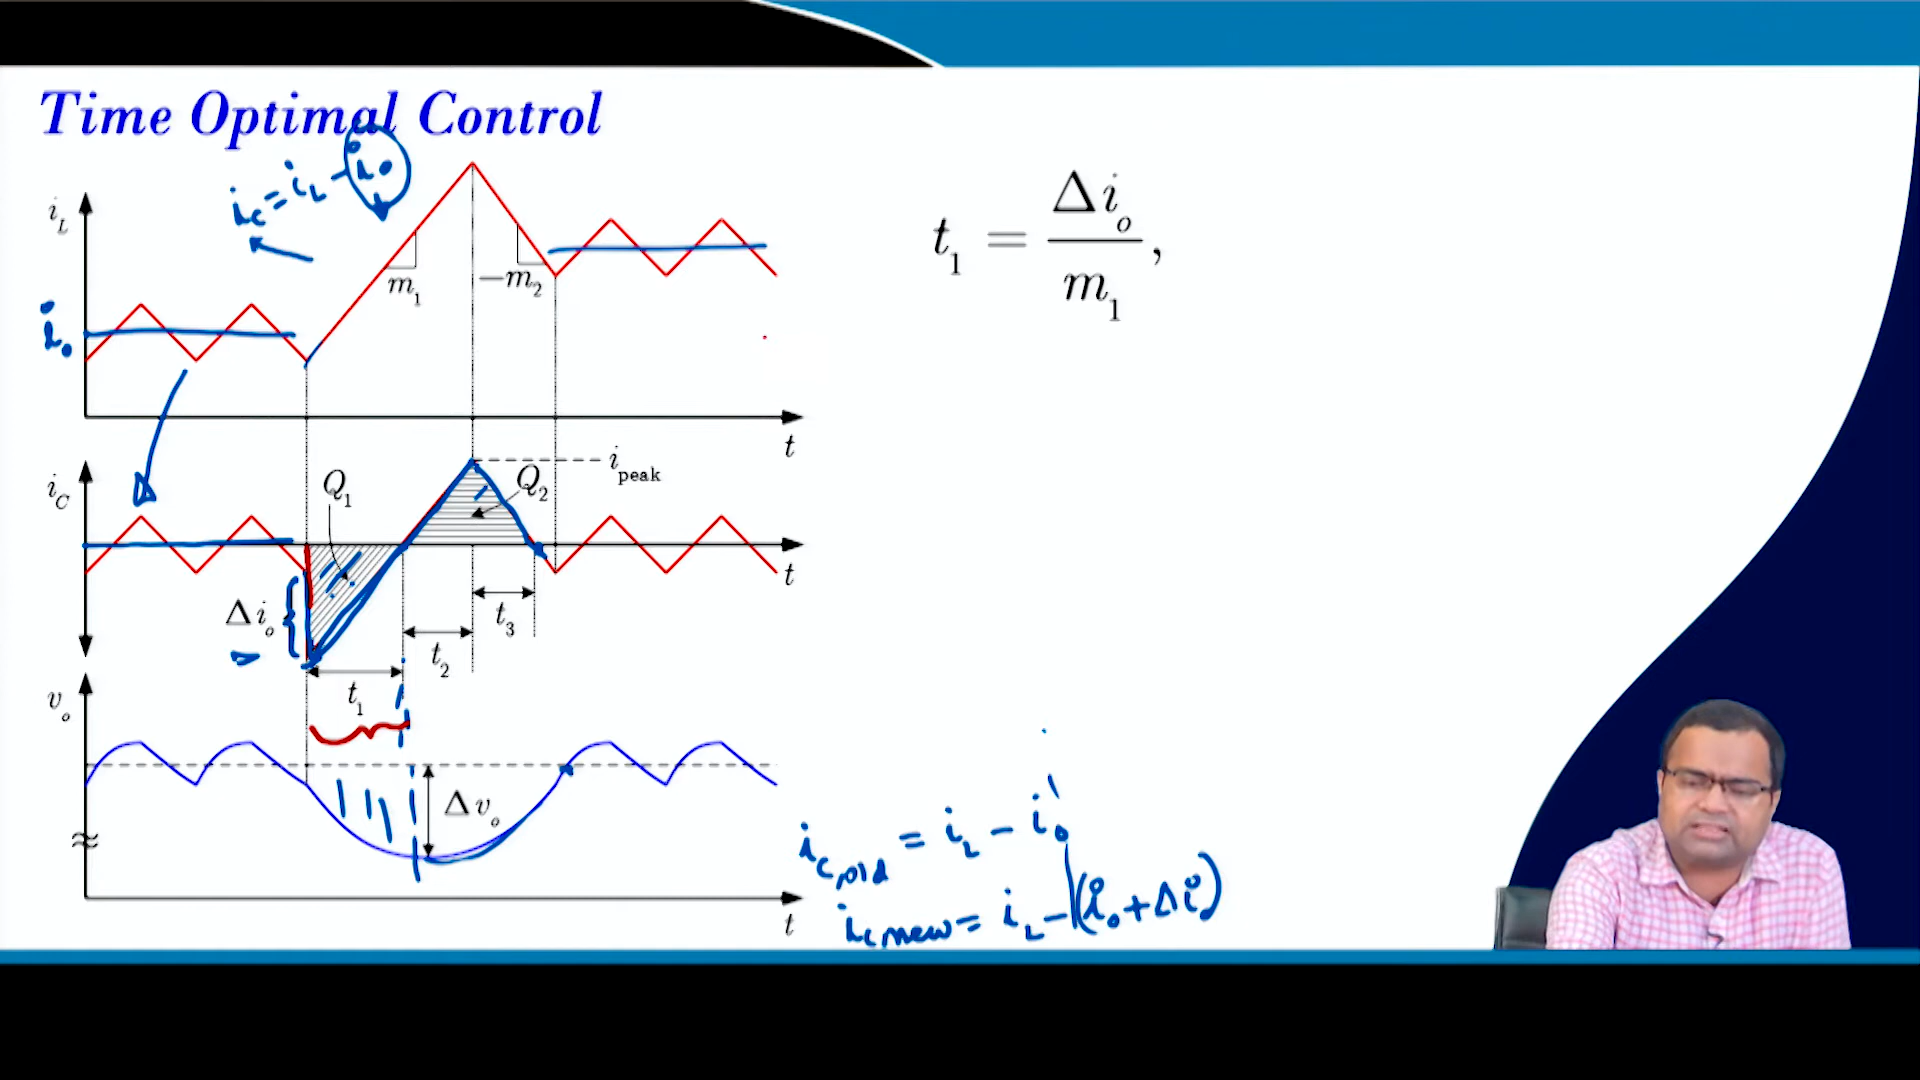 Time Optimal Control
i_C = i_L - i_o
i_L
m_1
-m_2
i_o
t
t_1 = Δi_o / m_1 ,
i_C
Q_1
Q_2
i_peak
t
Δi_o
t_3
t_2
t_1
v_o
Δv_o
≈
t
i_c,old = i_L - i_o
i_c,new = i_L - (i_o + Δi)